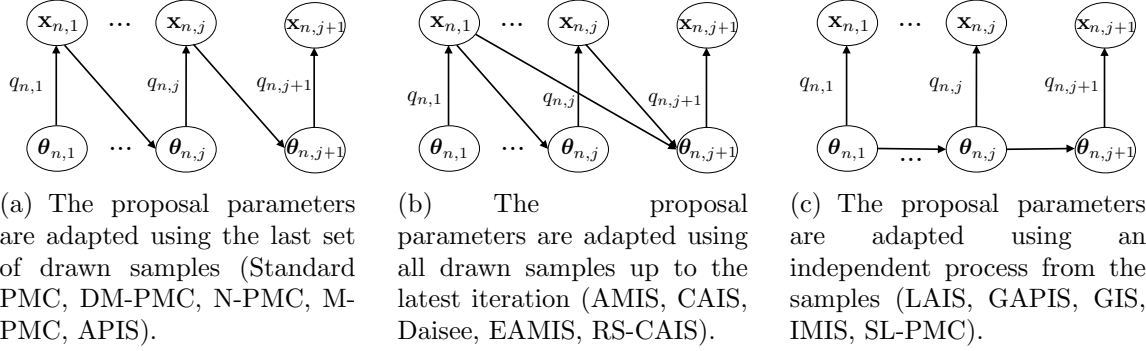 x_{n,1} ... x_{n,j} x_{n,j+1}
q_{n,1} q_{n,j} q_{n,j+1}
θ_{n,1} ... θ_{n,j} θ_{n,j+1}
(a) The proposal parameters
are adapted using the last set
of drawn samples (Standard
PMC, DM-PMC, N-PMC, M-
PMC, APIS).
x_{n,1} ... x_{n,j} x_{n,j+1}
q_{n,1} q_{n,j} q_{n,j+1}
θ_{n,1} ... θ_{n,j} θ_{n,j+1}
(b) The proposal
parameters are adapted using
all drawn samples up to the
latest iteration (AMIS, CAIS,
Daisee, EAMIS, RS-CAIS).
x_{n,1} ... x_{n,j} x_{n,j+1}
q_{n,1} q_{n,j} q_{n,j+1}
θ_{n,1} ... θ_{n,j} θ_{n,j+1}
(c) The proposal parameters
are adapted using an
independent process from the
samples (LAIS, GAPIS, GIS,
IMIS, SL-PMC).